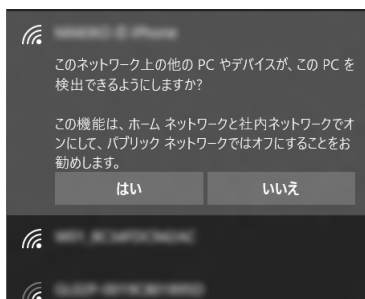 このネットワーク上の他の PC やデバイスが、この PC を
検出できるようにしますか?
この機能は、ホーム ネットワークと社内ネットワークでオ
ンにして、パブリック ネットワークではオフにすることをお
勧めします。
はい
いいえ